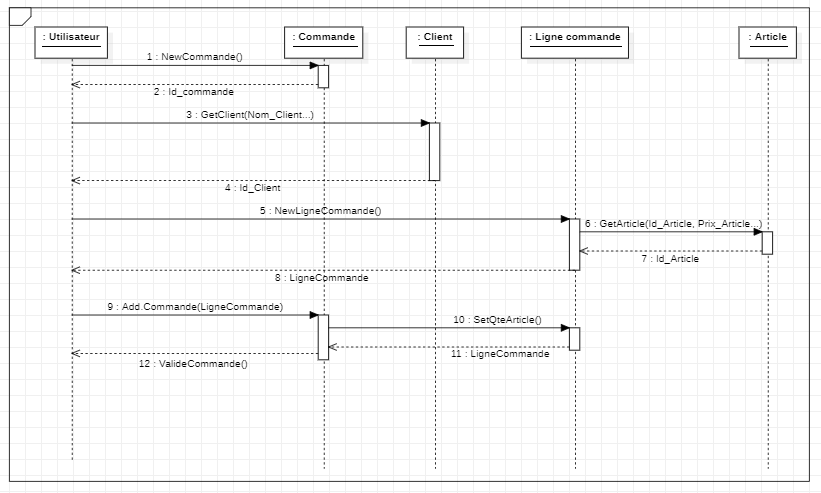 : Utilisateur
: Commande
: Client
: Ligne commande
: Article
1 : NewCommande()
2 : Id_commande
3 : GetClient(Nom_Client...)
4 : Id_Client
5 : NewLigneCommande()
6 : GetArticle(Id_Article, Prix_Article...)
7 : Id_Article
8 : LigneCommande
9 : Add.Commande(LigneCommande)
10 : SetQteArticle()
11 : LigneCommande
12 : ValideCommande()